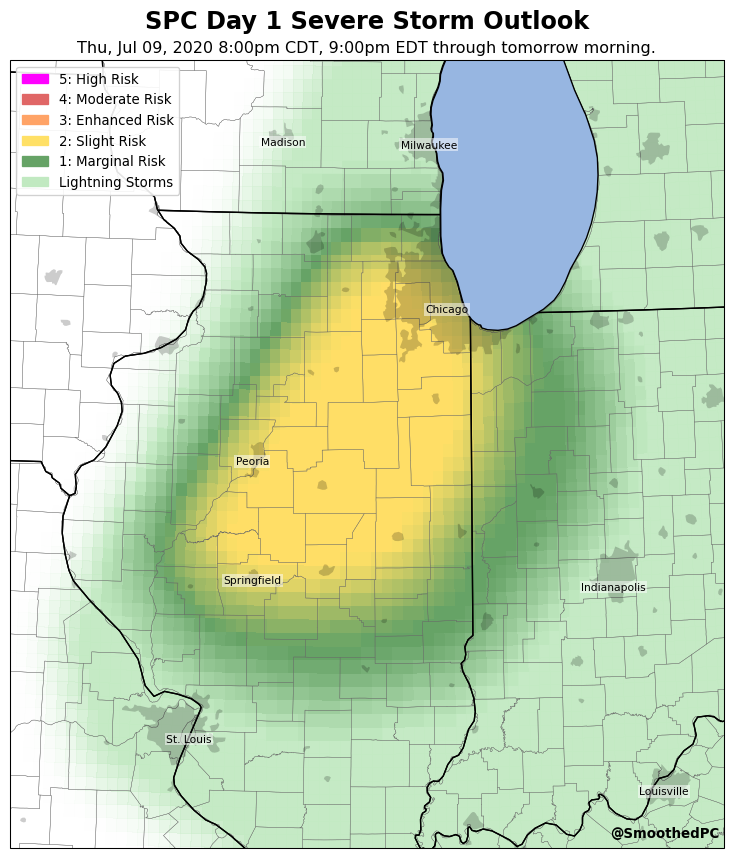 SPC Day 1 Severe Storm Outlook
Thu, Jul 09, 2020 8:00pm CDT, 9:00pm EDT through tomorrow morning.
5: High Risk
4: Moderate Risk
3: Enhanced Risk
2: Slight Risk
1: Marginal Risk
Lightning Storms
Madison
Milwaukee
Chicago
Peoria
Springfield
Indianapolis
St. Louis
Louisville
@SmoothedPC